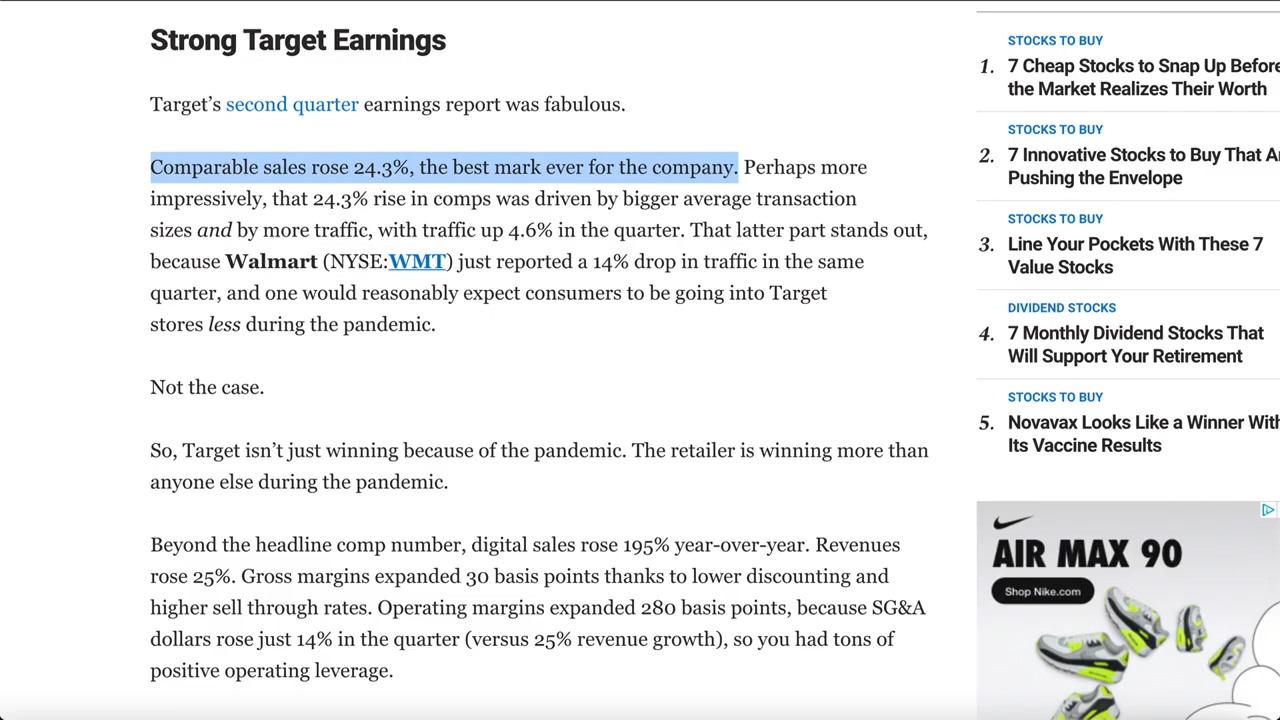 Strong Target Earnings
Target’s second quarter earnings report was fabulous.
Comparable sales rose 24.3%, the best mark ever for the company. Perhaps more
impressively, that 24.3% rise in comps was driven by bigger average transaction
sizes and by more traffic, with traffic up 4.6% in the quarter. That latter part stands out,
because Walmart (NYSE:WMT) just reported a 14% drop in traffic in the same
quarter, and one would reasonably expect consumers to be going into Target
stores less during the pandemic.
Not the case.
So, Target isn’t just winning because of the pandemic. The retailer is winning more than
anyone else during the pandemic.
Beyond the headline comp number, digital sales rose 195% year-over-year. Revenues
rose 25%. Gross margins expanded 30 basis points thanks to lower discounting and
higher sell through rates. Operating margins expanded 280 basis points, because SG&A
dollars rose just 14% in the quarter (versus 25% revenue growth), so you had tons of
positive operating leverage.
STOCKS TO BUY
1. 7 Cheap Stocks to Snap Up Before
the Market Realizes Their Worth
STOCKS TO BUY
2. 7 Innovative Stocks to Buy That
Pushing the Envelope
STOCKS TO BUY
3. Line Your Pockets With These 7
Value Stocks
DIVIDEND STOCKS
4. 7 Monthly Dividend Stocks That
Will Support Your Retirement
STOCKS TO BUY
5. Novavax Looks Like a Winner With
Its Vaccine Results
AIR MAX 90
Shop Nike.com